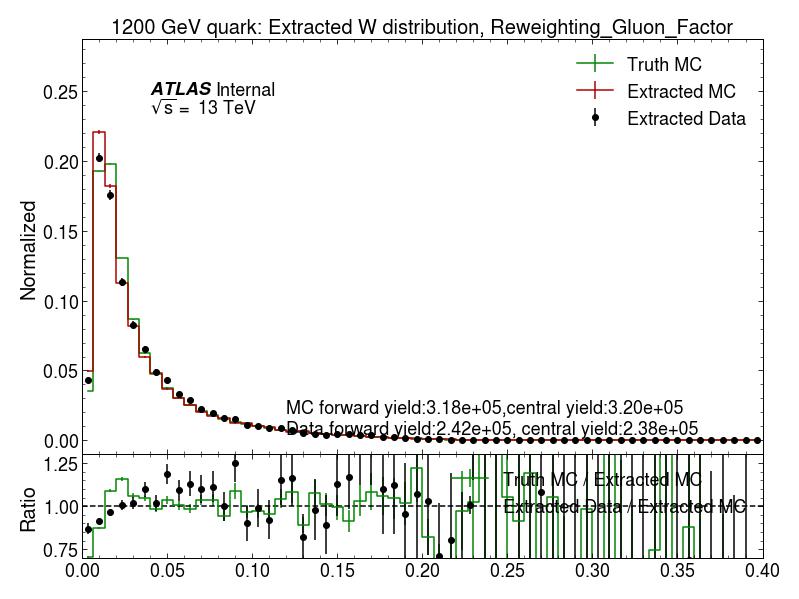 1200 GeV quark: Extracted W distribution, Reweighting_Gluon_Factor
ATLAS Internal
√s = 13 TeV
Truth MC
Extracted MC
Extracted Data
Normalized
0.25
0.20
0.15
0.10
0.05
0.00
MC forward yield:3.18e+05,central yield:3.20e+05
Data forward yield:2.42e+05, central yield:2.38e+05
Ratio
1.25
1.00
0.75
Truth MC / Extracted MC
Extracted Data / Extracted MC
0.00 0.05 0.10 0.15 0.20 0.25 0.30 0.35 0.40